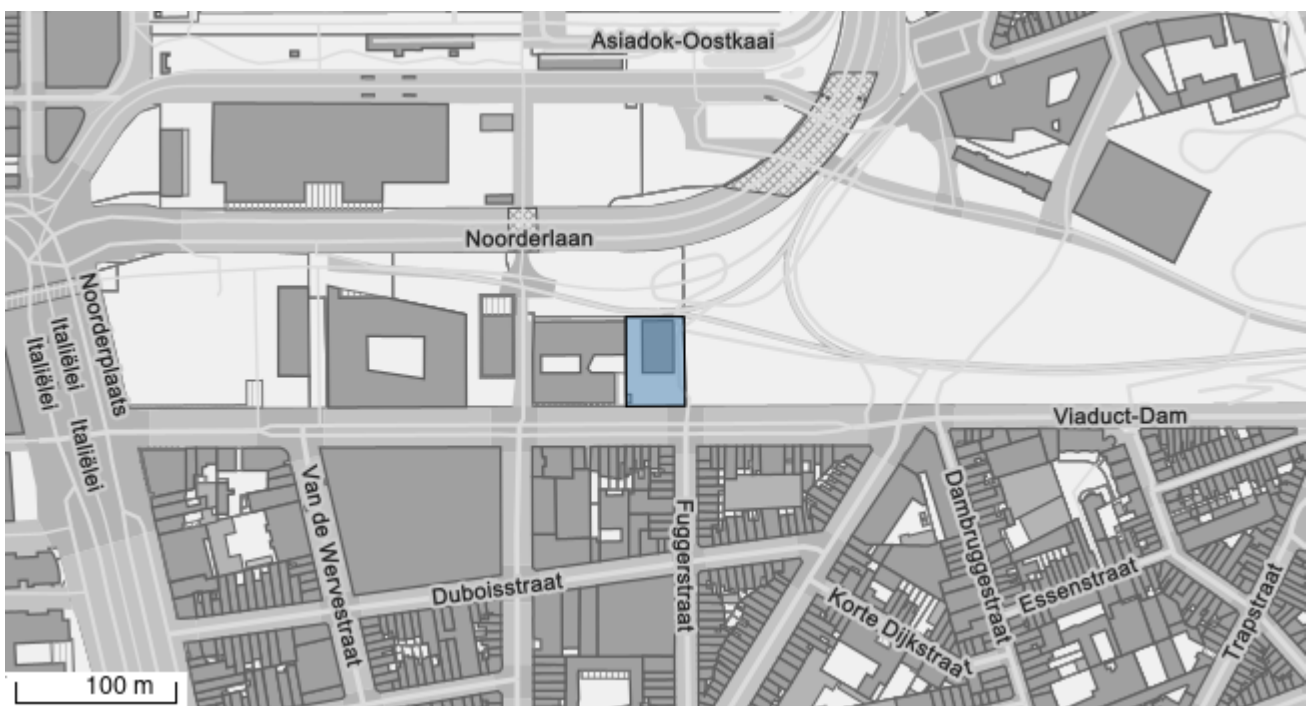 Asiadok-Oostkaai
Noorderlaan
Noorderplaats
Italiëlei
Italiëlei
Italiëlei
Viaduct-Dam
Van de Wervestraat
Fuggerstraat
Dambruggestraat
Duboisstraat
Essenstraat
Korte Dijkstraat
Trapstraat
100 m